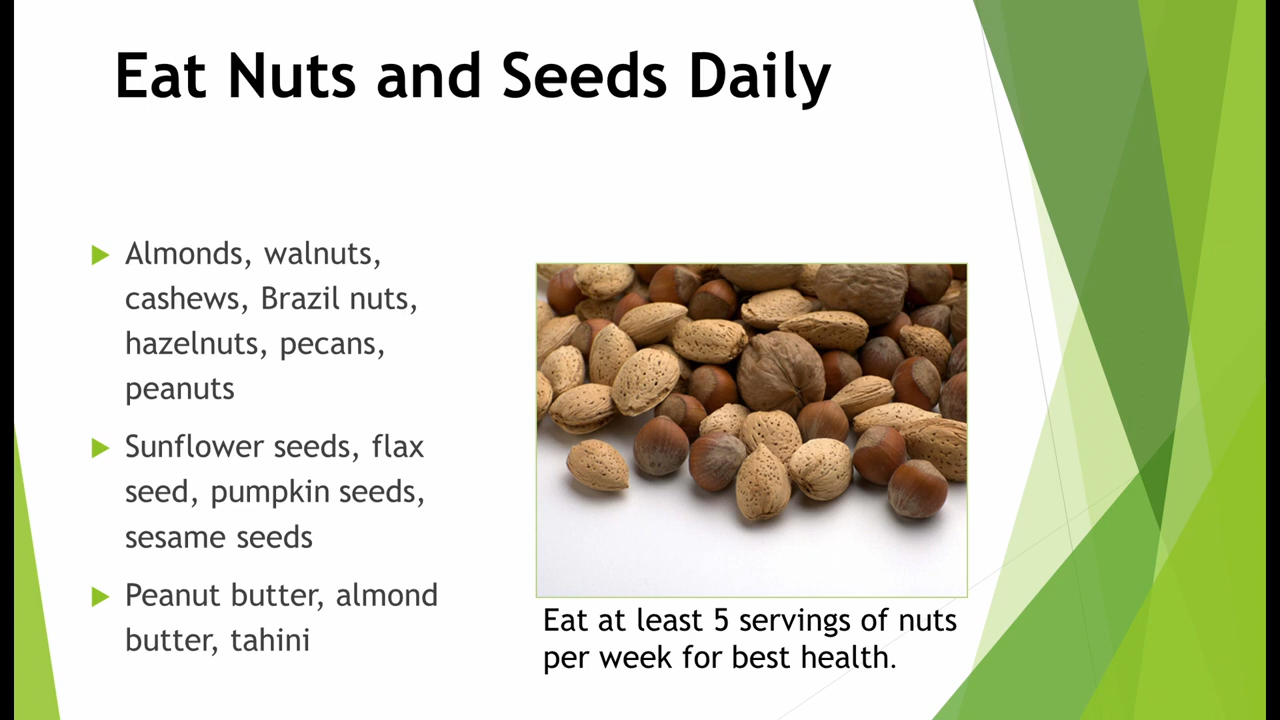 Eat Nuts and Seeds Daily
Almonds, walnuts,
cashews, Brazil nuts,
hazelnuts, pecans,
peanuts
Sunflower seeds, flax
seed, pumpkin seeds,
sesame seeds
Peanut butter, almond
butter, tahini
Eat at least 5 servings of nuts
per week for best health.